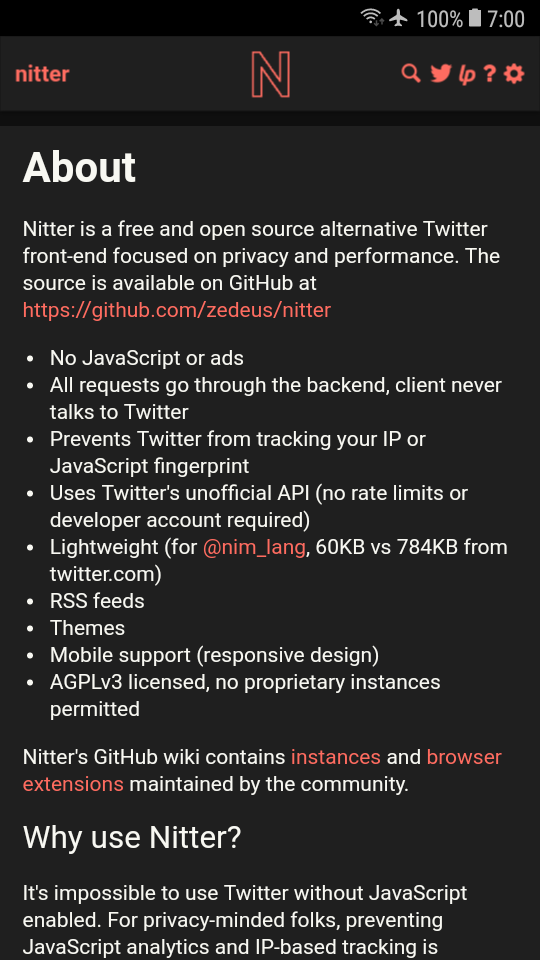 100% 7:00
nitter N lp ?
About
Nitter is a free and open source alternative Twitter
front-end focused on privacy and performance. The
source is available on GitHub at
https://github.com/zedeus/nitter
• No JavaScript or ads
• All requests go through the backend, client never
talks to Twitter
• Prevents Twitter from tracking your IP or
JavaScript fingerprint
• Uses Twitter's unofficial API (no rate limits or
developer account required)
• Lightweight (for @nim_lang, 60KB vs 784KB from
twitter.com)
• RSS feeds
• Themes
• Mobile support (responsive design)
• AGPLv3 licensed, no proprietary instances
permitted
Nitter's GitHub wiki contains instances and browser
extensions maintained by the community.
Why use Nitter?
It's impossible to use Twitter without JavaScript
enabled. For privacy-minded folks, preventing
JavaScript analytics and IP-based tracking is